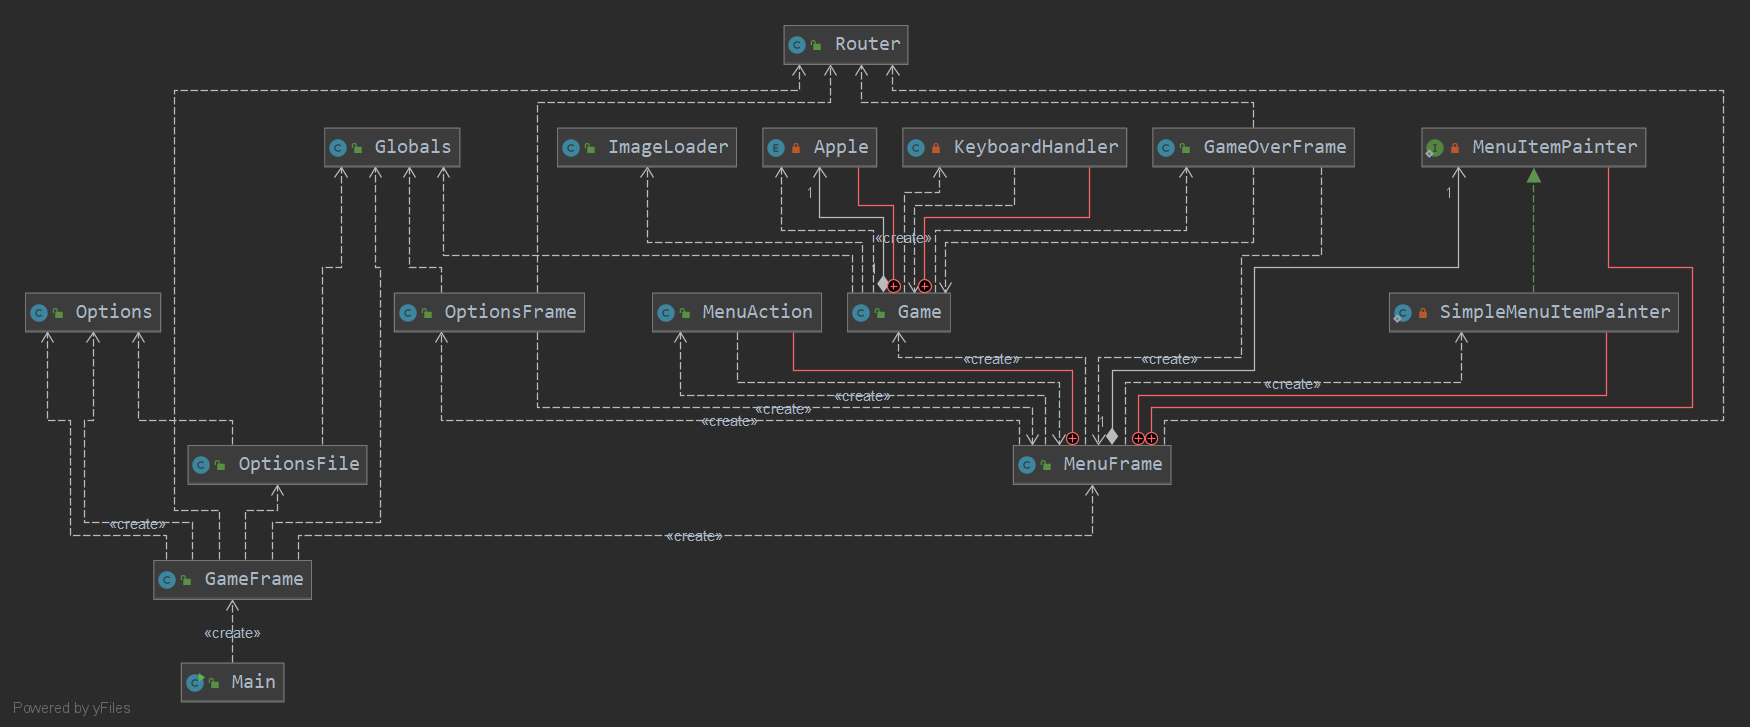 Router
Globals
ImageLoader
Apple
KeyboardHandler
GameOverFrame
MenuItemPainter
1
1
«create»
1
Options
OptionsFrame
MenuAction
Game
SimpleMenuItemPainter
«create»
«create»
«create»
«create»
«create»
«create»
1
OptionsFile
MenuFrame
«create»
«create»
GameFrame
«create»
Main
Powered by yFiles